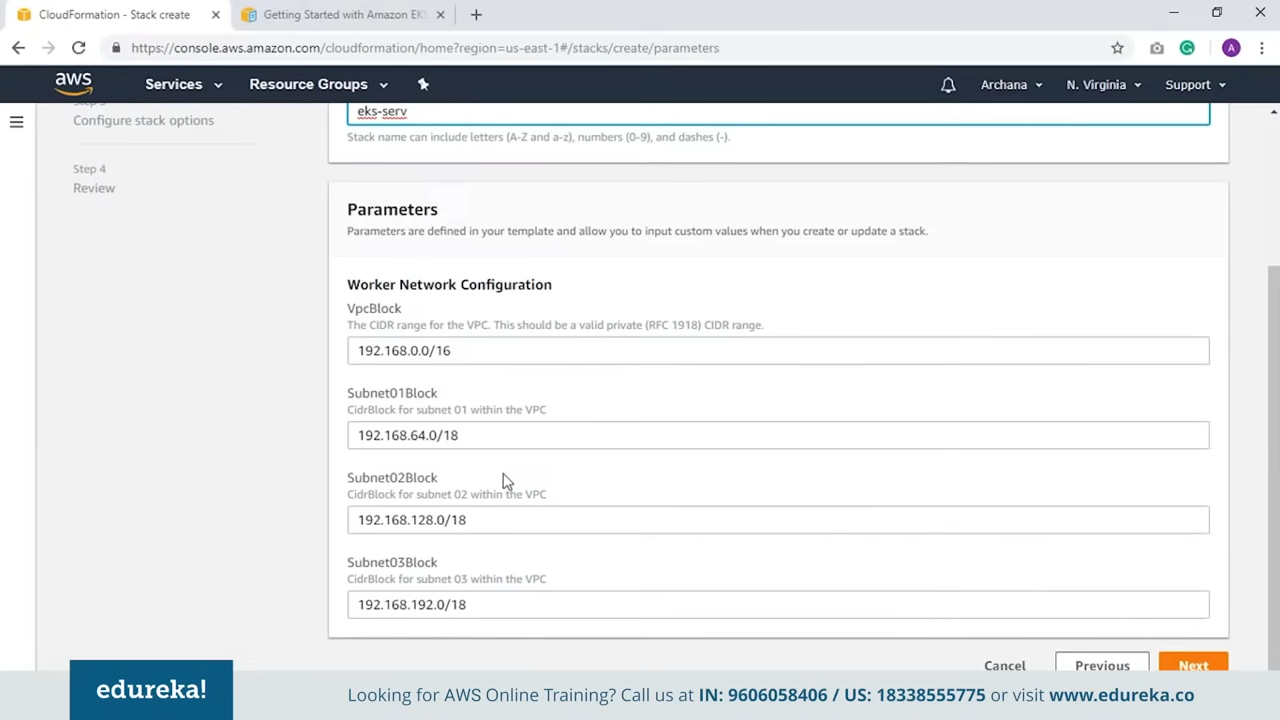 CloudFormation - Stack create
Getting Started with Amazon EKS
https://console.aws.amazon.com/cloudformation/home?region=us-east-1#/stacks/create/parameters
A
aws
Services
Resource Groups
Archana
N. Virginia
Support
Step 3
Configure stack options
Step 4
Review
eks-serv
Stack name can include letters (A-Z and a-z), numbers (0-9), and dashes (-).
Parameters
Parameters are defined in your template and allow you to input custom values when you create or update a stack.
Worker Network Configuration
VpcBlock
The CIDR range for the VPC. This should be a valid private (RFC 1918) CIDR range.
192.168.0.0/16
Subnet01Block
CidrBlock for subnet 01 within the VPC
192.168.64.0/18
Subnet02Block
CidrBlock for subnet 02 within the VPC
192.168.128.0/18
Subnet03Block
CidrBlock for subnet 03 within the VPC
192.168.192.0/18
Cancel
Previous
Next
edureka!
Looking for AWS Online Training? Call us at IN: 9606058406 / US: 18338555775 or visit www.edureka.co